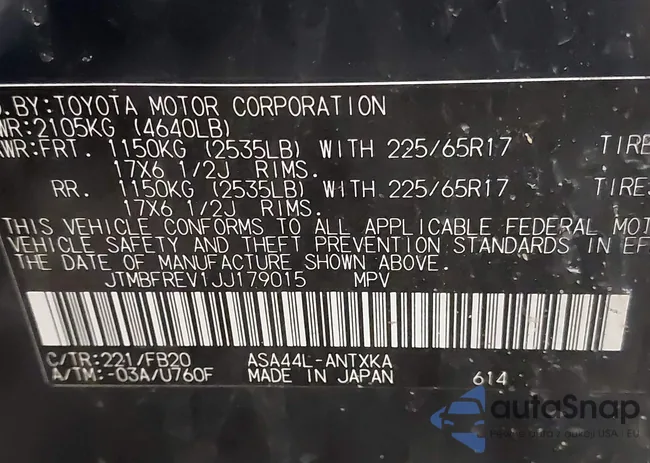 D.BY:TOYOTA MOTOR CORPORATION
WR:2105KG (4640LB)
WR:FRT. 1150KG (2535LB) WITH 225/65R17 TIRE
17X6 1/2J RIMS.
RR. 1150KG (2535LB) WITH 225/65R17 TIRES
17X6 1/2J RIMS.
THIS VEHICLE CONFORMS TO ALL APPLICABLE FEDERAL MOT
VEHICLE SAFETY AND THEFT PREVENTION STANDARDS IN EF
THE DATE OF MANUFACTURE SHOWN ABOVE.
JTMBFREV1JJ179015 MPV
C/TR:221/FB20 ASA44L-ANTXKA
A/TM:-03A/U760F MADE IN JAPAN 614
autoSnap
USA - EU